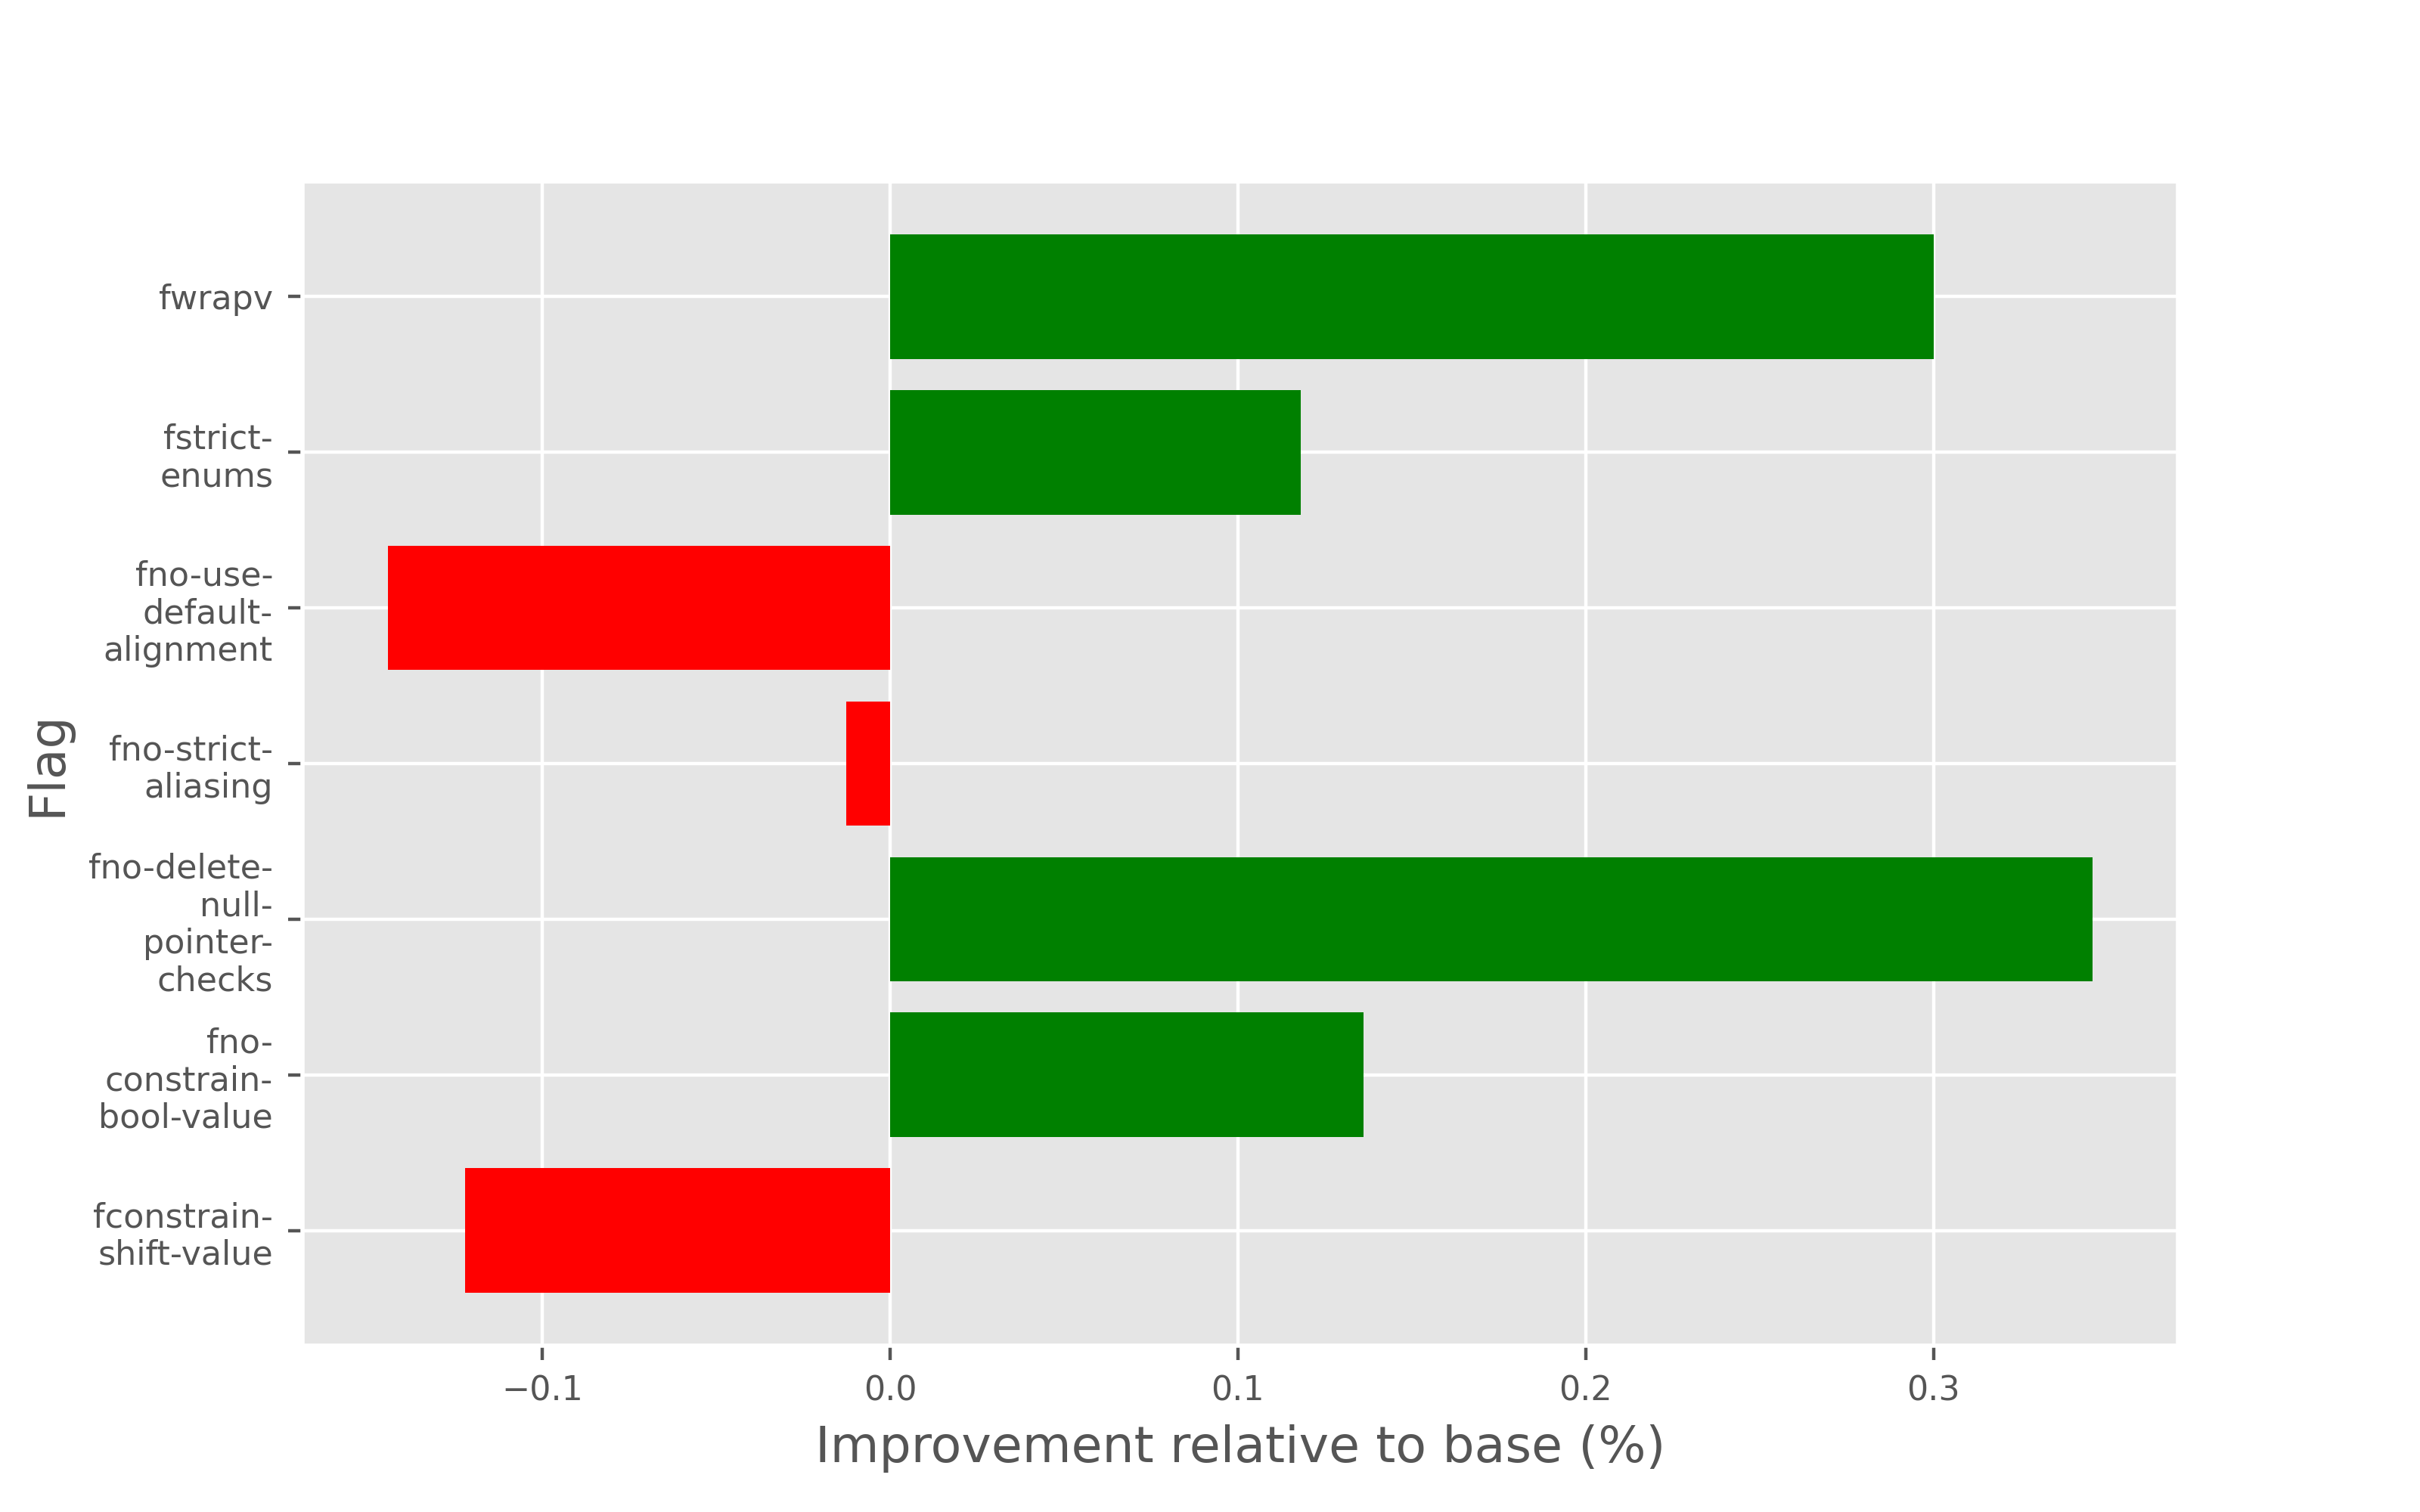 fwrapv
fstrict-
enums
fno-use-
default-
alignment
fno-strict-
aliasing
fno-delete-
null-
pointer-
checks
fno-
constrain-
bool-value
fconstrain-
shift-value
Flag
−0.1
0.0
0.1
0.2
0.3
Improvement relative to base (%)